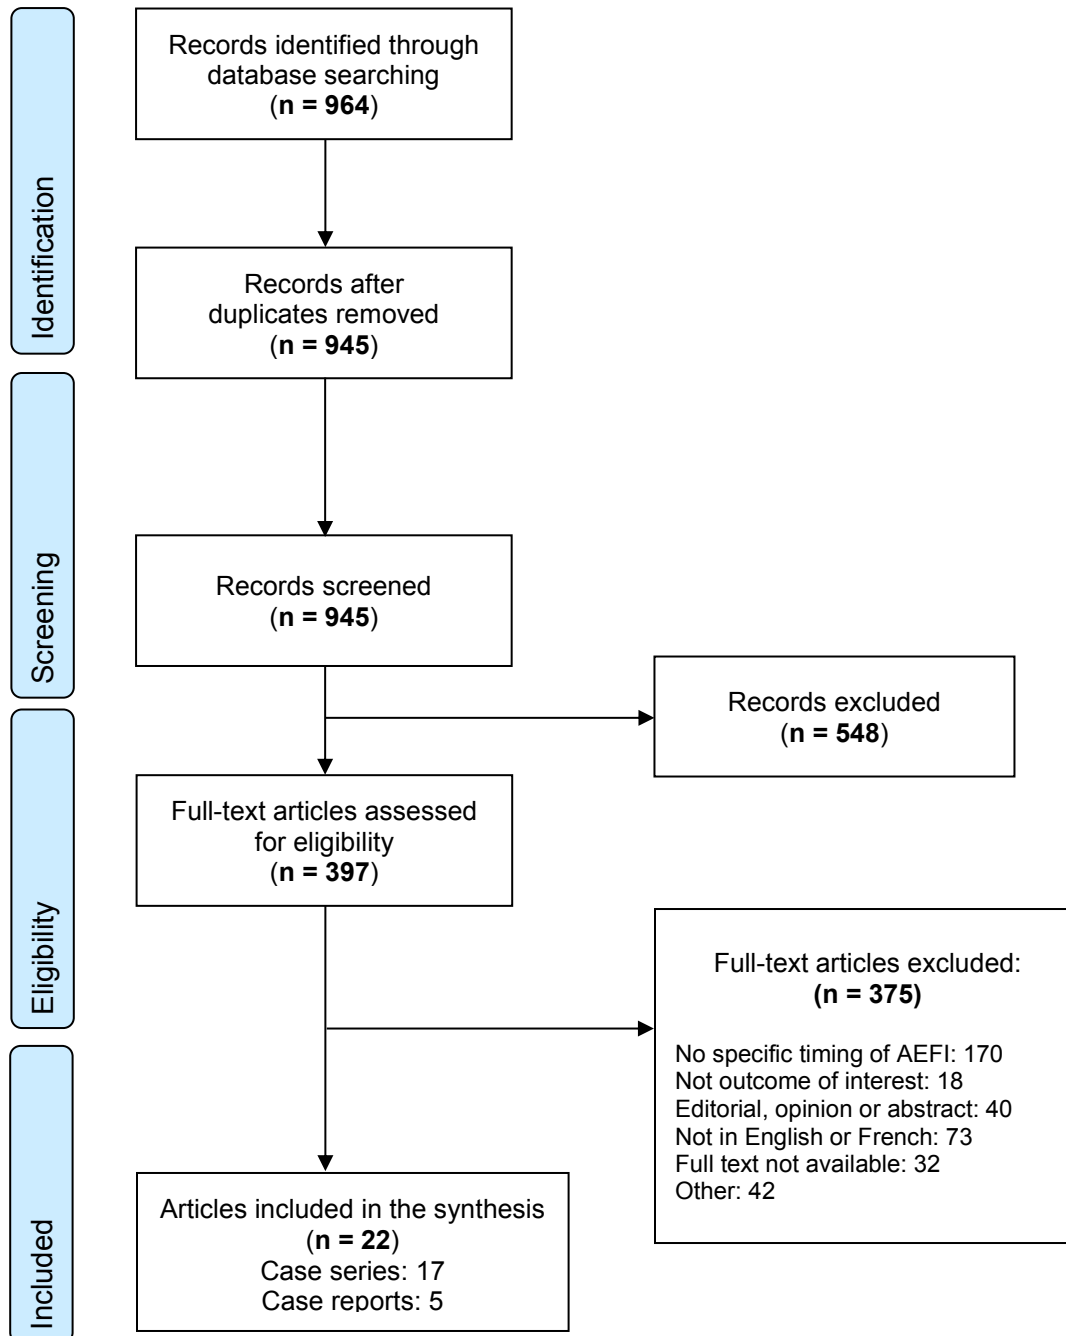 Identification
Records identified through
database searching
(n = 964)
Records after
duplicates removed
(n = 945)
Screening
Records screened
(n = 945)
Records excluded
(n = 548)
Eligibility
Full-text articles assessed
for eligibility
(n = 397)
Full-text articles excluded:
(n = 375)
No specific timing of AEFI: 170
Not outcome of interest: 18
Editorial, opinion or abstract: 40
Not in English or French: 73
Full text not available: 32
Other: 42
Included
Articles included in the synthesis
(n = 22)
Case series: 17
Case reports: 5